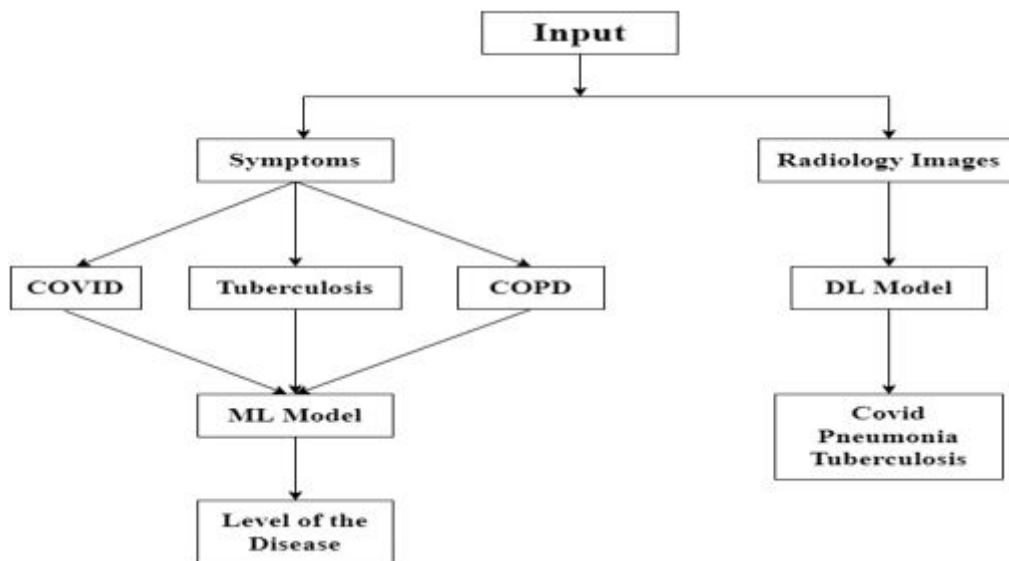 Input
Symptoms
Radiology Images
COVID
Tuberculosis
COPD
DL Model
ML Model
Covid
Pneumonia
Tuberculosis
Level of the
Disease